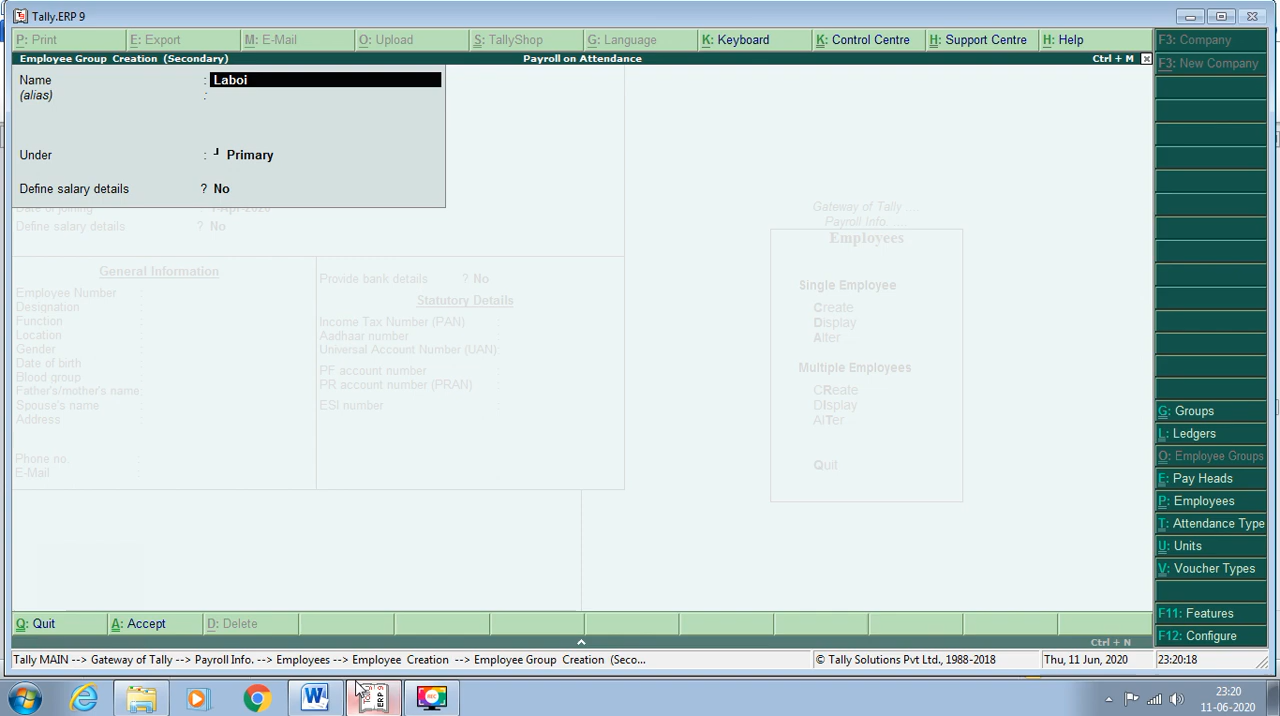 Tally.ERP 9
P: Print E: Export M: E-Mail O: Upload S: TallyShop G: Language K: Keyboard K: Control Centre H: Support Centre H: Help F3: Company
Employee Group Creation (Secondary) Payroll on Attendance Ctrl + M
F3: New Company
Name : Laboi
(alias) :
Under : Primary
Define salary details ? No
Date of joining 1-Apr-2020
Define salary details ? No
General Information
Employee Number :
Designation :
Function :
Location :
Gender :
Date of birth :
Blood group :
Father's/mother's name :
Spouse's name :
Address :
Phone no. :
E-Mail :
Provide bank details ? No
Statutory Details
Income Tax Number (PAN) :
Aadhaar number :
Universal Account Number (UAN):
PF account number :
PR account number (PRAN) :
ESI number :
Gateway of Tally ...
Payroll Info. ...
Employees
Single Employee
Create
Display
Alter
Multiple Employees
CReate
DIsplay
AlTer
Quit
G: Groups
L: Ledgers
O: Employee Groups
E: Pay Heads
P: Employees
T: Attendance Type
U: Units
V: Voucher Types
F11: Features
F12: Configure
Q: Quit A: Accept D: Delete
Ctrl + N
Tally MAIN --> Gateway of Tally --> Payroll Info. --> Employees --> Employee Creation --> Employee Group Creation (Seco... © Tally Solutions Pvt Ltd., 1988-2018 Thu, 11 Jun, 2020 23:20:18
23:20
11-06-2020